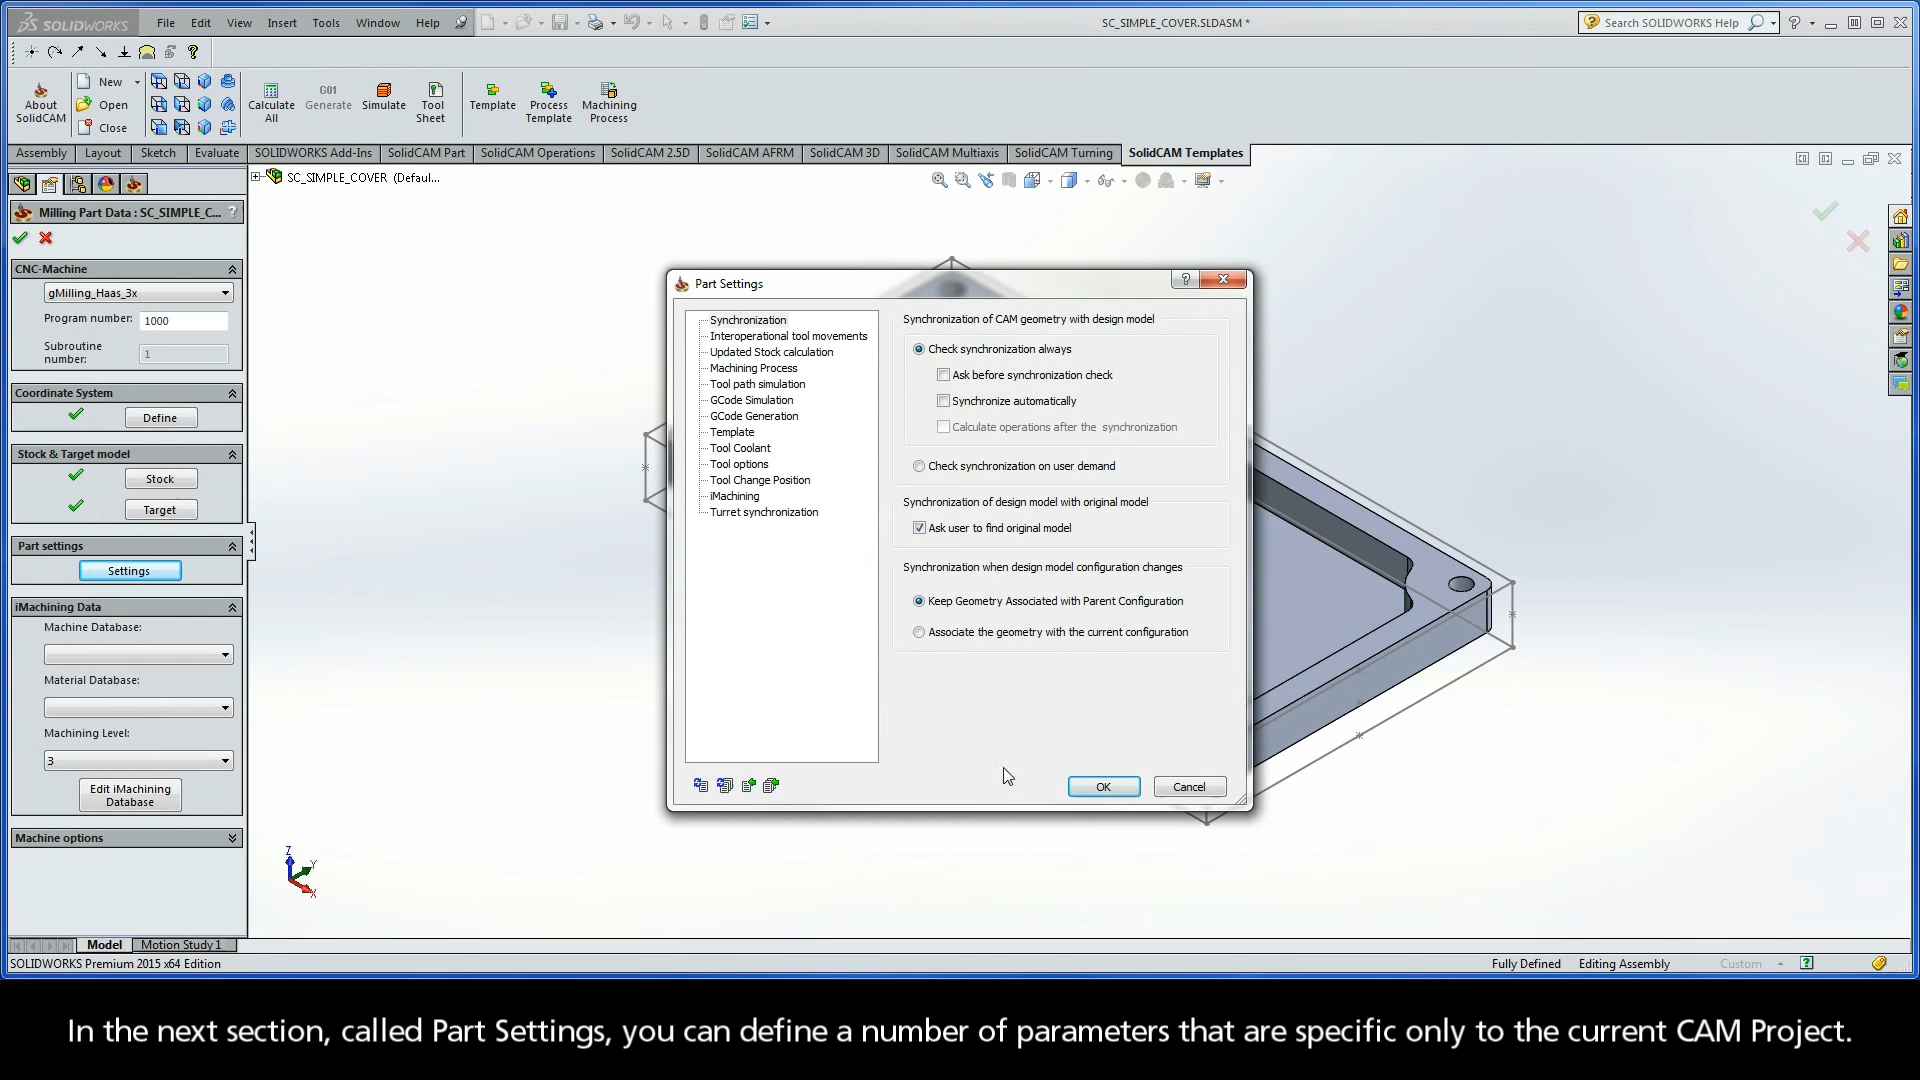 SOLIDWORKS File Edit View Insert Tools Window Help SC_SIMPLE_COVER.SLDASM * Search SOLIDWORKS Help
About SolidCAM
New
Open
Close
Calculate All
G01
Generate
Simulate
Tool Sheet
Template
Process Template
Machining Process
Assembly Layout Sketch Evaluate SOLIDWORKS Add-Ins SolidCAM Part SolidCAM Operations SolidCAM 2.5D SolidCAM AFRM SolidCAM 3D SolidCAM Multiaxis SolidCAM Turning SolidCAM Templates
SC_SIMPLE_COVER (Defaul...
Milling Part Data : SC_SIMPLE_C... ?
CNC-Machine
gMilling_Haas_3x
Program number: 1000
Subroutine number: 1
Coordinate System
Define
Stock & Target model
Stock
Target
Part settings
Settings
iMachining Data
Machine Database:
Material Database:
Machining Level:
3
Edit iMachining Database
Machine options
Part Settings
Synchronization
Interoperational tool movements
Updated Stock calculation
Machining Process
Tool path simulation
GCode Simulation
GCode Generation
Template
Tool Coolant
Tool options
Tool Change Position
iMachining
Turret synchronization
Synchronization of CAM geometry with design model
Check synchronization always
Ask before synchronization check
Synchronize automatically
Calculate operations after the synchronization
Check synchronization on user demand
Synchronization of design model with original model
Ask user to find original model
Synchronization when design model configuration changes
Keep Geometry Associated with Parent Configuration
Associate the geometry with the current configuration
OK Cancel
Z
Y
X
Model Motion Study 1
SOLIDWORKS Premium 2015 x64 Edition Fully Defined Editing Assembly Custom
In the next section, called Part Settings, you can define a number of parameters that are specific only to the current CAM Project.